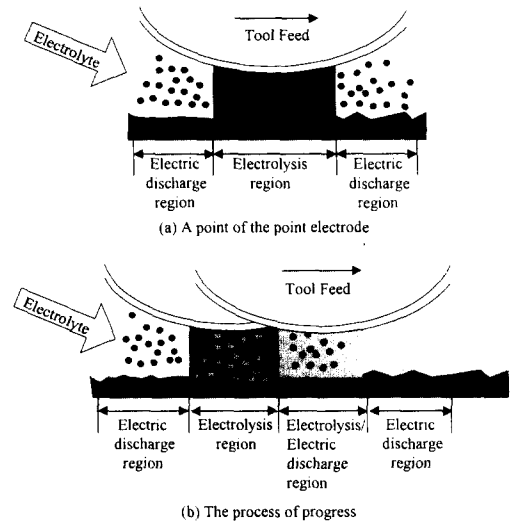 Tool Feed
Electrolyte
Electric
discharge
region
Electrolysis
region
Electric
discharge
region
(a) A point of the point electrode
Tool Feed
Electrolyte
Electric
discharge
region
Electrolysis
region
Electrolysis/
Electric
discharge
region
Electric
discharge
region
(b) The process of progress